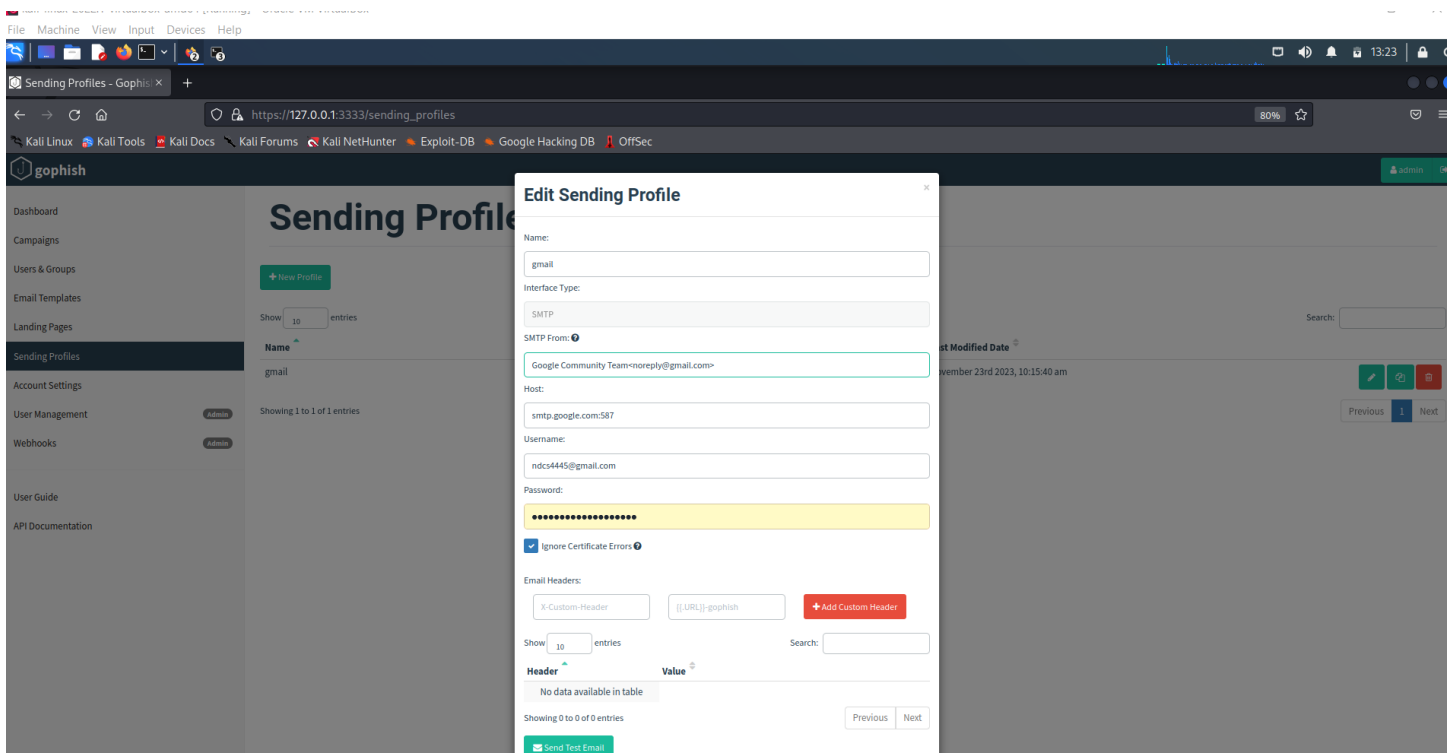 File Machine View Input Devices Help
13:23
Sending Profiles - Gophis
https://127.0.0.1:3333/sending_profiles
80%
Kali Linux Kali Tools Kali Docs Kali Forums Kali NetHunter Exploit-DB Google Hacking DB OffSec
gophish
admin
Dashboard
Campaigns
Users & Groups
Email Templates
Landing Pages
Sending Profiles
Account Settings
User Management Admin
Webhooks Admin
User Guide
API Documentation
Sending Profile
New Profile
Show 10 entries
Search:
Name
st Modified Date
gmail
vember 23rd 2023, 10:15:40 am
Showing 1 to 1 of 1 entries
Previous 1 Next
Edit Sending Profile
Name:
gmail
Interface Type:
SMTP
SMTP From:
Google Community Team<noreply@gmail.com>
Host:
smtp.google.com:587
Username:
ndcs4445@gmail.com
Password:
Ignore Certificate Errors
Email Headers:
X-Custom-Header
{{.URL}}-gophish
Add Custom Header
Show 10 entries
Search:
Header Value
No data available in table
Showing 0 to 0 of 0 entries
Previous Next
Send Test Email